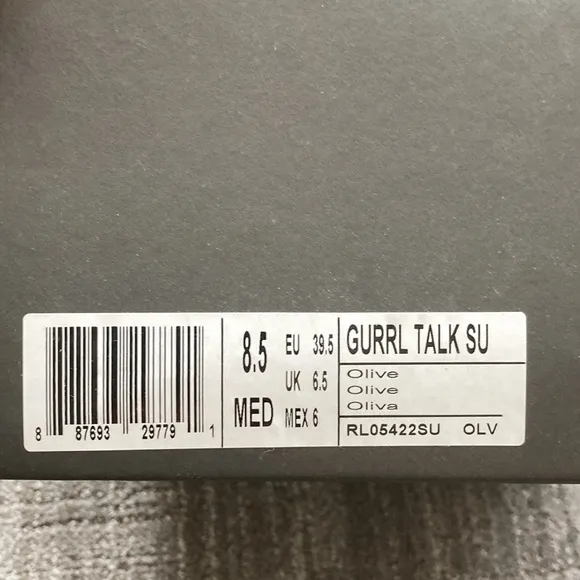 8 87693 29779 1
8.5
MED
EU 39.5
UK 6.5
MEX 6
GURRL TALK SU
Olive
Olive
Oliva
RL05422SU OLV